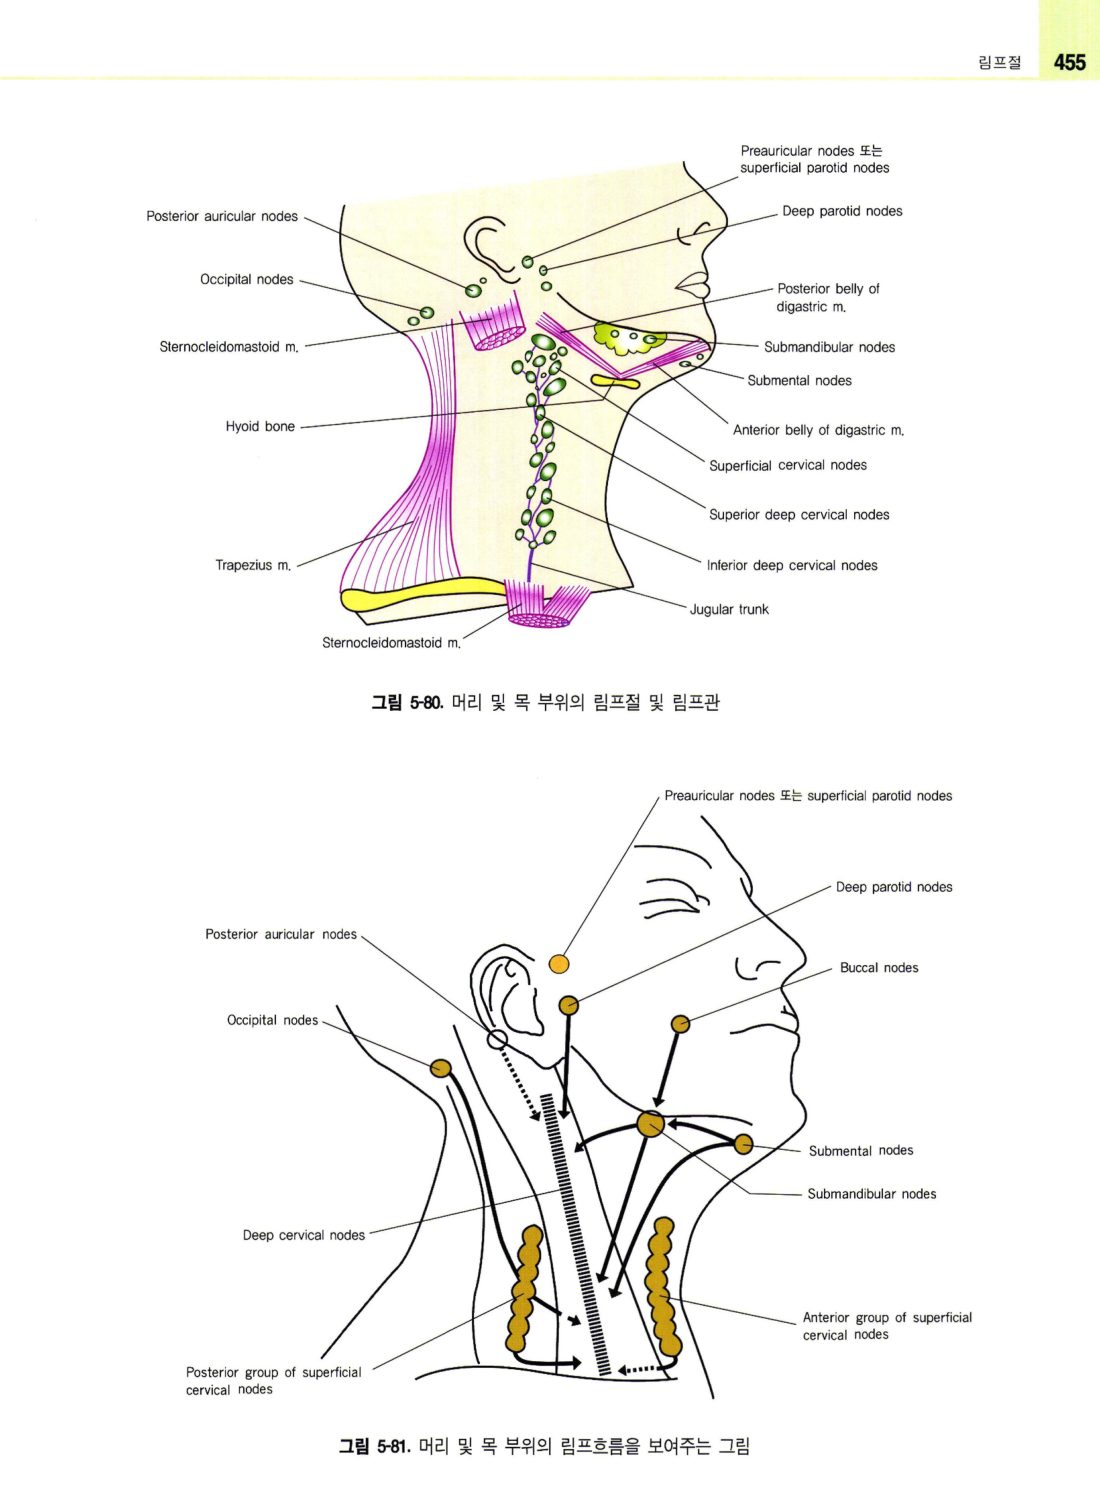 림프절 455
Preauricular nodes 또는
superficial parotid nodes
Posterior auricular nodes
Deep parotid nodes
Occipital nodes
Posterior belly of
digastric m.
Sternocleidomastoid m.
Submandibular nodes
Submental nodes
Hyoid bone
Anterior belly of digastric m.
Superficial cervical nodes
Superior deep cervical nodes
Trapezius m.
Inferior deep cervical nodes
Jugular trunk
Sternocleidomastoid m.
그림 5-80. 머리 및 목 부위의 림프절 및 림프관
Preauricular nodes 또는 superficial parotid nodes
Deep parotid nodes
Posterior auricular nodes
Buccal nodes
Occipital nodes
Submental nodes
Submandibular nodes
Deep cervical nodes
Anterior group of superficial
cervical nodes
Posterior group of superficial
cervical nodes
그림 5-81. 머리 및 목 부위의 림프흐름을 보여주는 그림